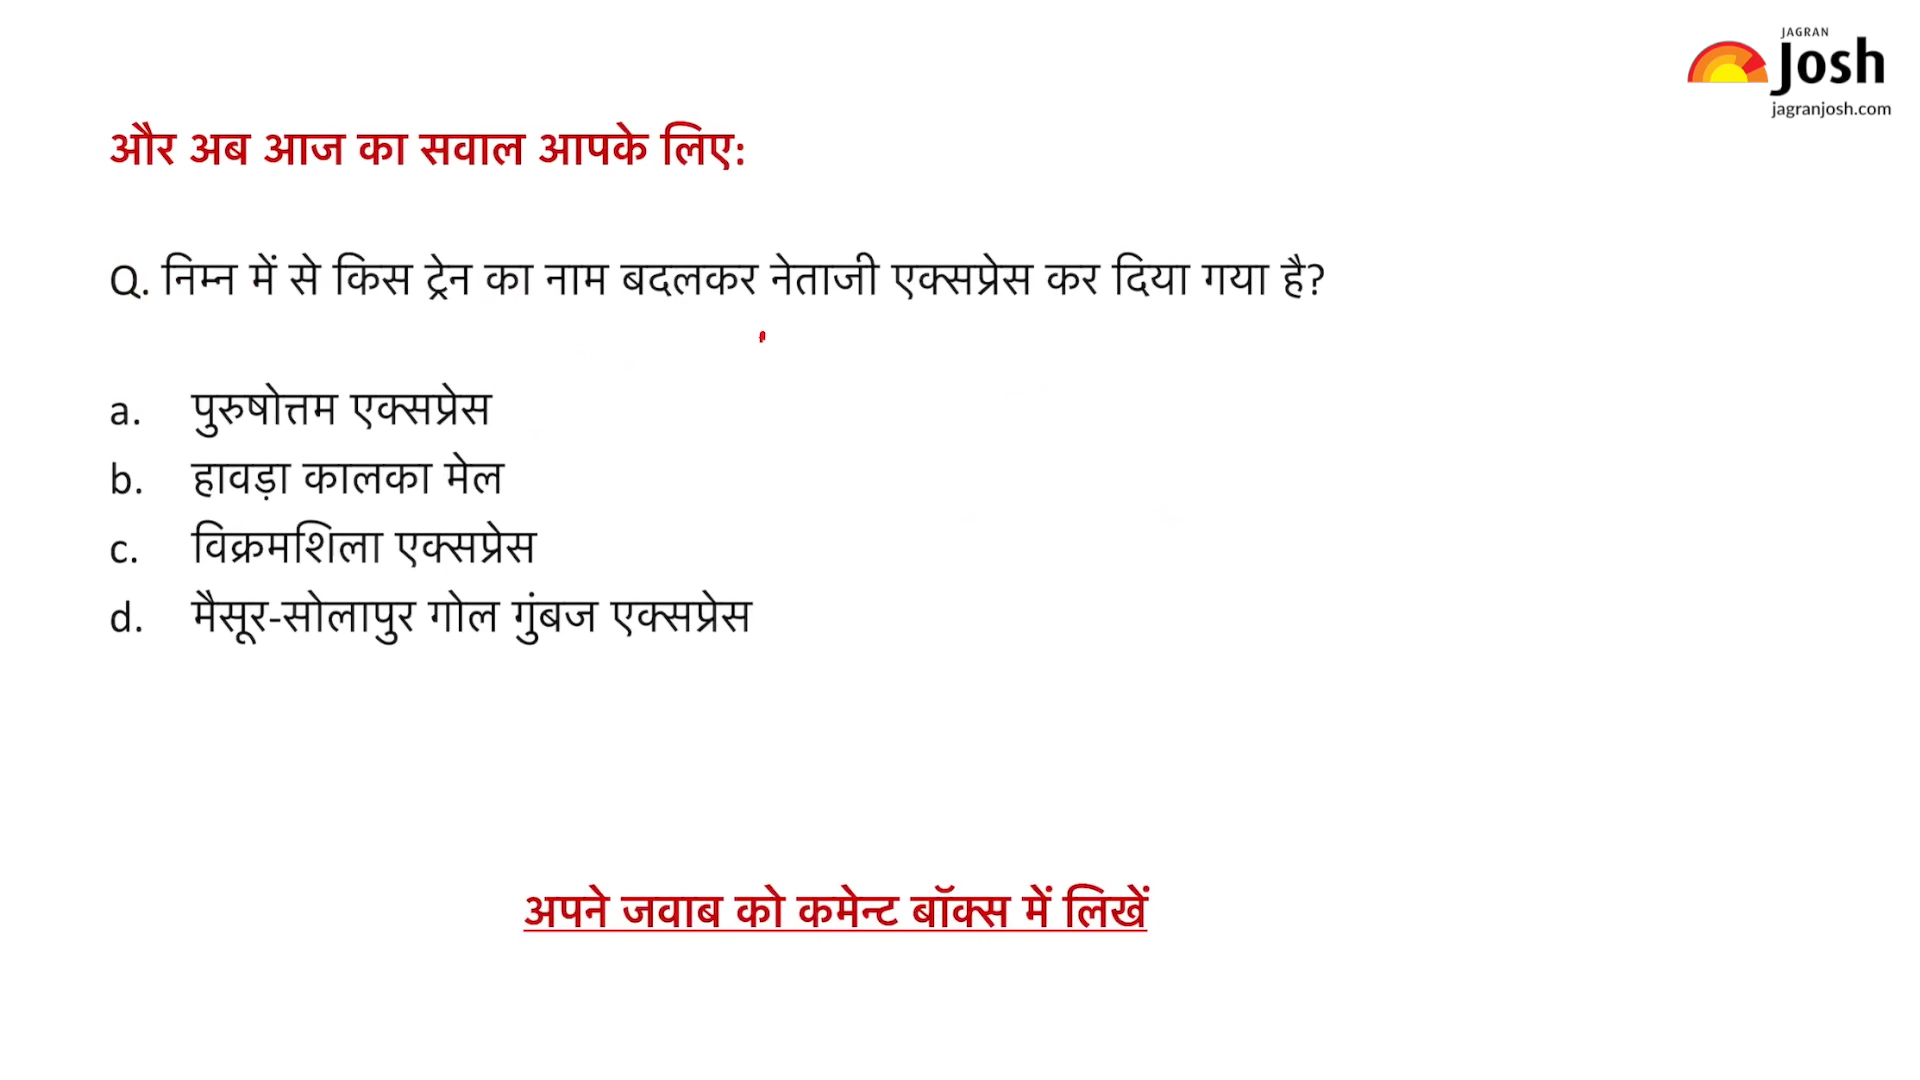 JAGRAN
Josh
jagranjosh.com
और अब आज का सवाल आपके लिए:
Q. निम्न में से किस ट्रेन का नाम बदलकर नेताजी एक्सप्रेस कर दिया गया है?
a. पुरुषोत्तम एक्सप्रेस
b. हावड़ा कालका मेल
c. विक्रमशिला एक्सप्रेस
d. मैसूर-सोलापुर गोल गुंबज एक्सप्रेस
अपने जवाब को कमेन्ट बॉक्स में लिखें